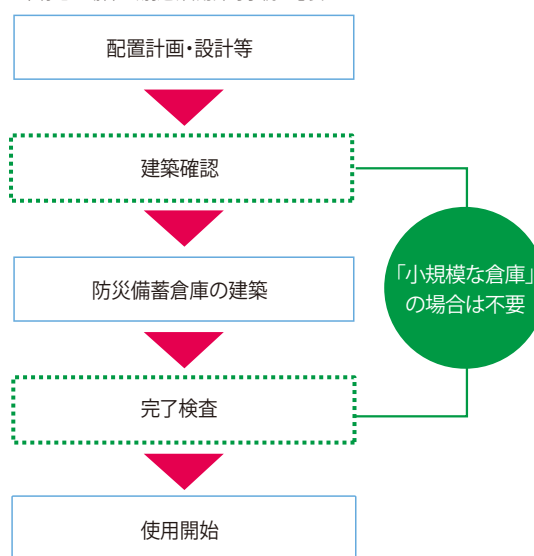 配置計画・設計等
建築確認
「小規模な倉庫」
の場合は不要
防災備蓄倉庫の建築
完了検査
使用開始